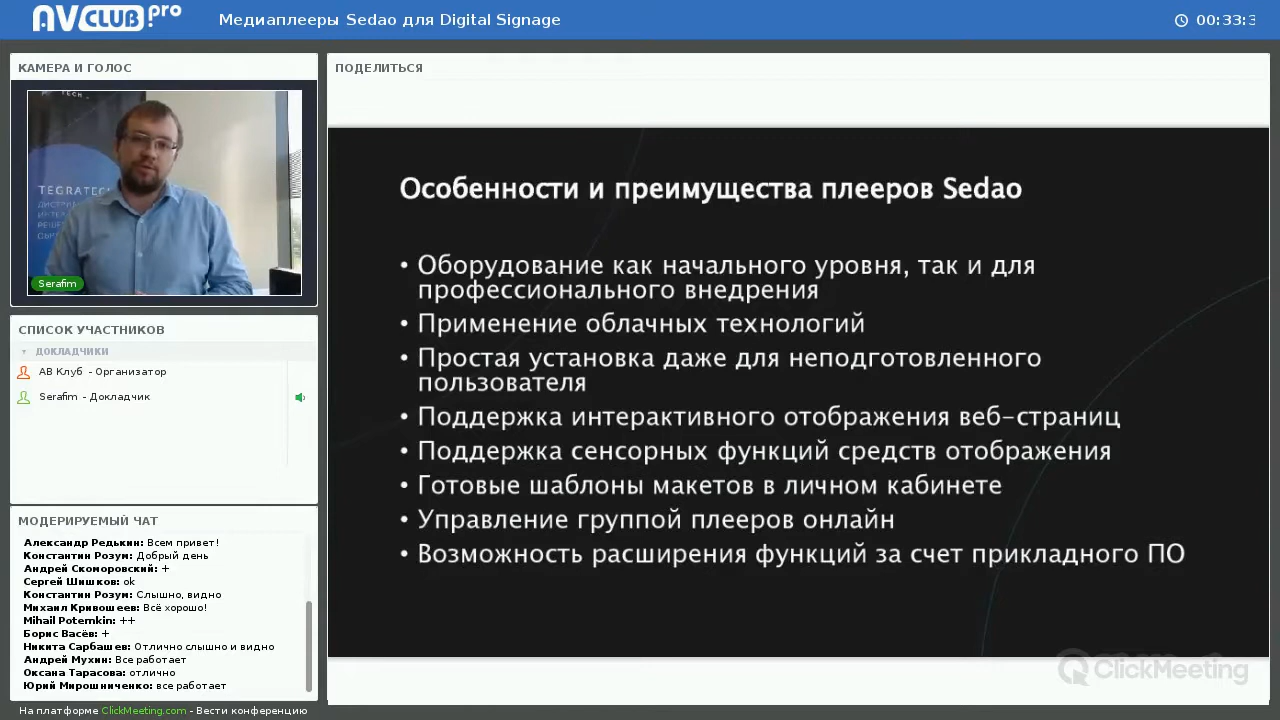 AVCLUB.pro
Медиаплееры Sedao для Digital Signage
00:33:3
КАМЕРА И ГОЛОС
TEGRATECH
Serafim
СПИСОК УЧАСТНИКОВ
ДОКЛАДЧИКИ
АВ Клуб - Организатор
Serafim - Докладчик
МОДЕРИРУЕМЫЙ ЧАТ
Александр Редькин: Всем привет!
Константин Розум: Добрый день
Андрей Скоморовский: +
Сергей Шишков: ok
Константин Розум: Слышно, видно
Михаил Кривошеев: Всё хорошо!
Mihail Potemkin: ++
Борис Васёв: +
Никита Сарбашев: Отлично слышно и видно
Андрей Мухин: Все работает
Оксана Тарасова: отлично
Юрий Мирошниченко: все работает
На платформе ClickMeeting.com - Вести конференцию
ПОДЕЛИТЬСЯ
Особенности и преимущества плееров Sedao
• Оборудование как начального уровня, так и для
профессионального внедрения
• Применение облачных технологий
• Простая установка даже для неподготовленного
пользователя
• Поддержка интерактивного отображения веб-страниц
• Поддержка сенсорных функций средств отображения
• Готовые шаблоны макетов в личном кабинете
• Управление группой плееров онлайн
• Возможность расширения функций за счет прикладного ПО
ClickMeeting